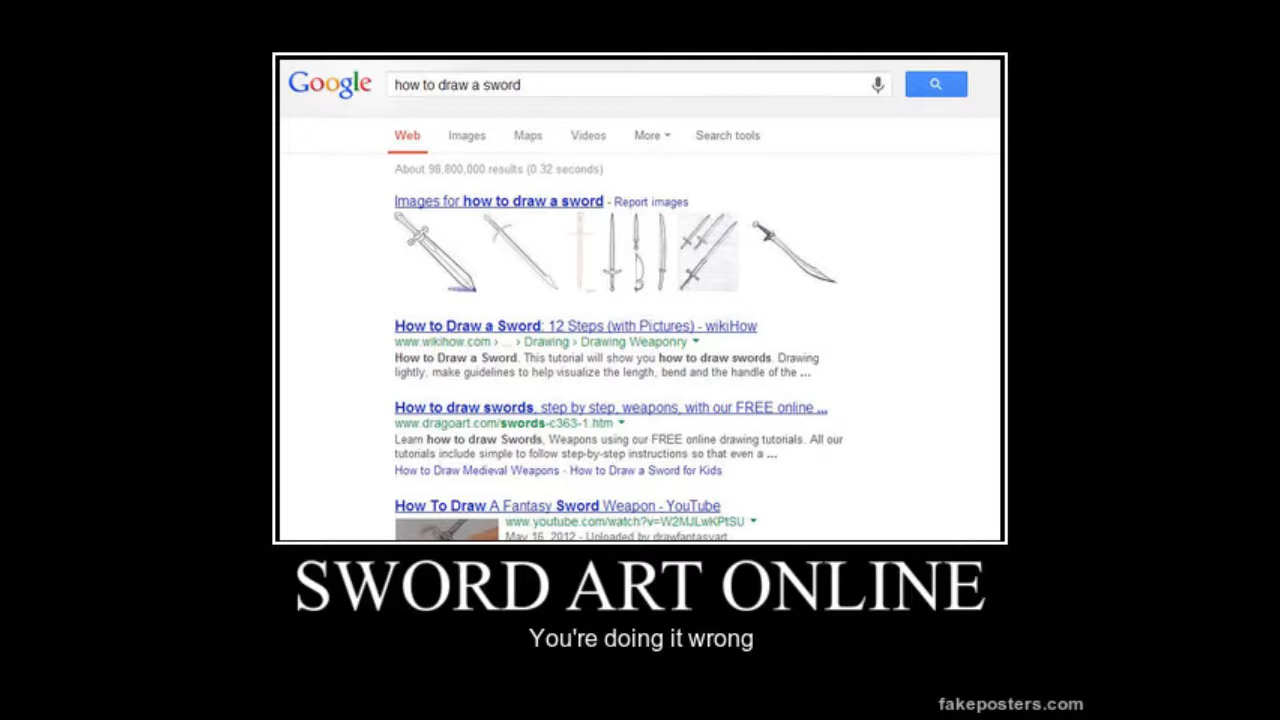 Google how to draw a sword
Web Images Maps Videos More Search tools
About 98,800,000 results (0.32 seconds)
Images for how to draw a sword - Report images
How to Draw a Sword: 12 Steps (with Pictures) - wikiHow
www.wikihow.com › ... › Drawing › Drawing Weaponry
How to Draw a Sword. This tutorial will show you how to draw swords. Drawing
lightly, make guidelines to help visualize the length, bend and the handle of the ...
How to draw swords, step by step, weapons, with our FREE online ...
www.dragoart.com/swords-c363-1.htm
Learn how to draw Swords, Weapons using our FREE online drawing tutorials. All our
tutorials include simple to follow step-by-step instructions so that even a ...
How to Draw Medieval Weapons - How to Draw a Sword for Kids
How To Draw A Fantasy Sword Weapon - YouTube
www.youtube.com/watch?v=W2MJLwKPtSU
May 16, 2012 - Uploaded by drawfantasyart
SWORD ART ONLINE
You're doing it wrong
fakeposters.com